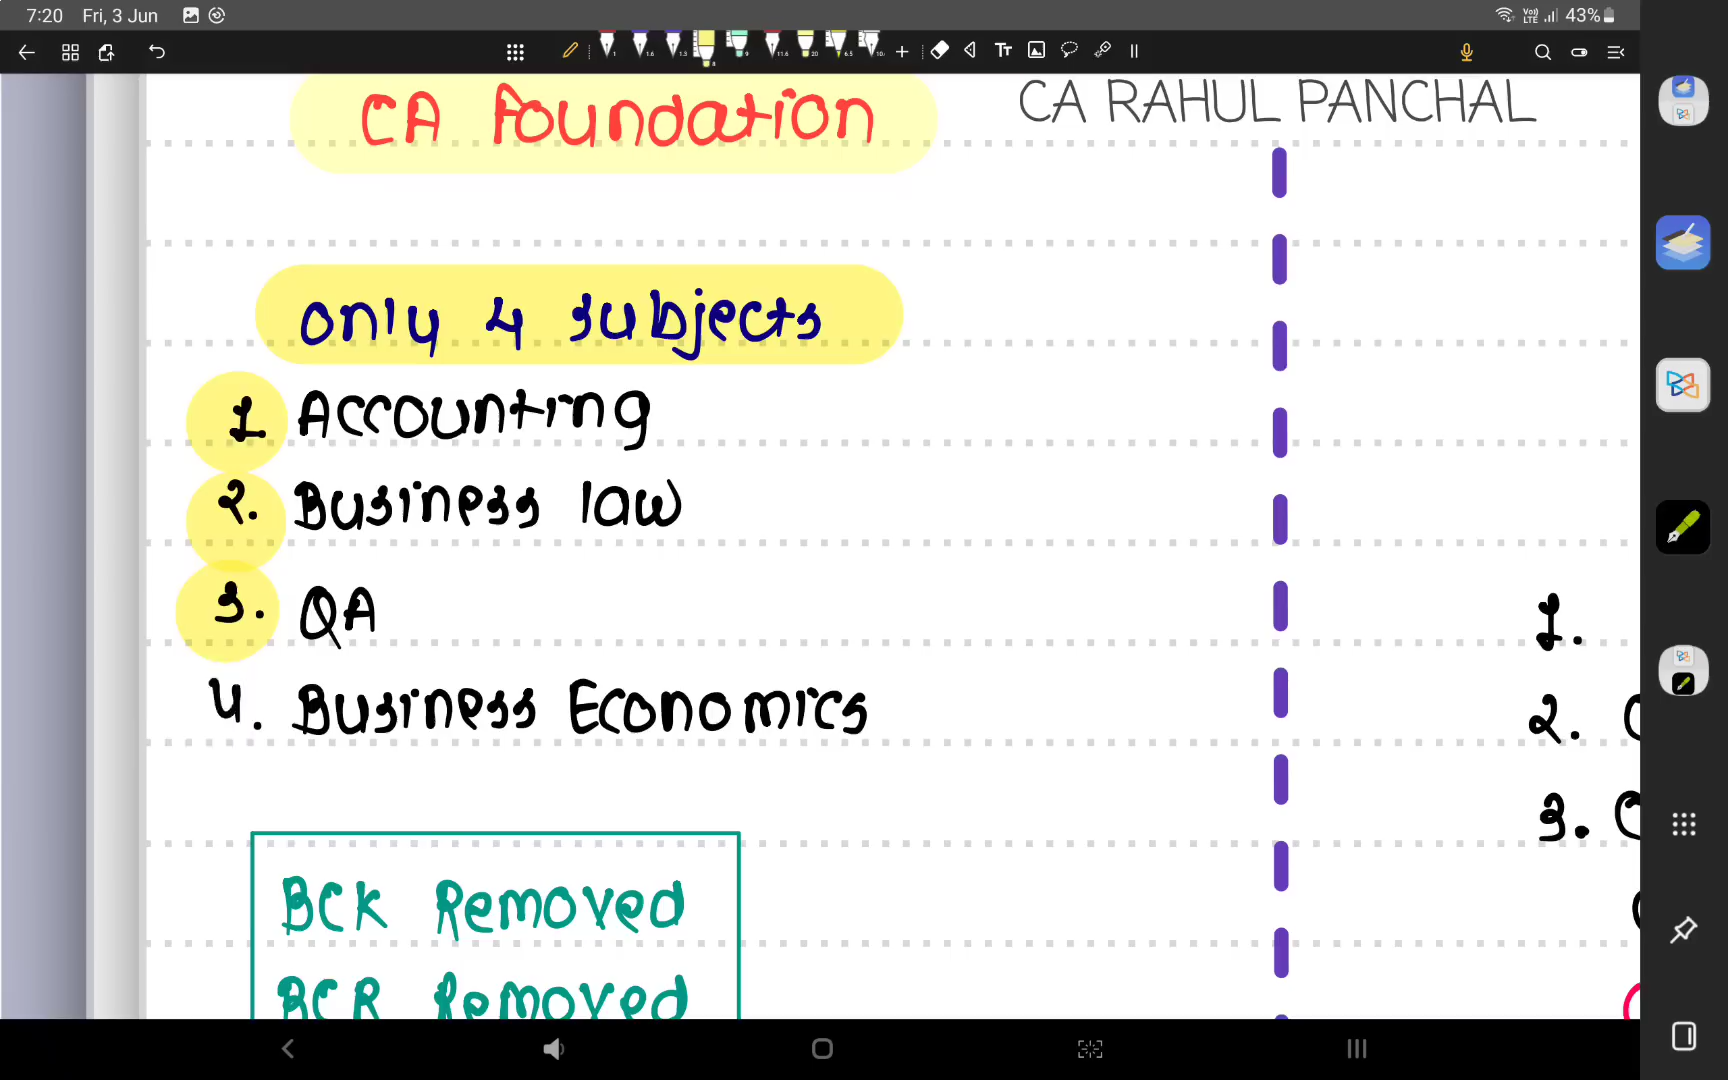 7:20 Fri, 3 Jun
43%
CA Foundation
CA RAHUL PANCHAL
only 4 subjects
1. Accounting
2. Business law
3. QA
4. Business Economics
1.
2.
3.
BCK Removed
BCR Removed